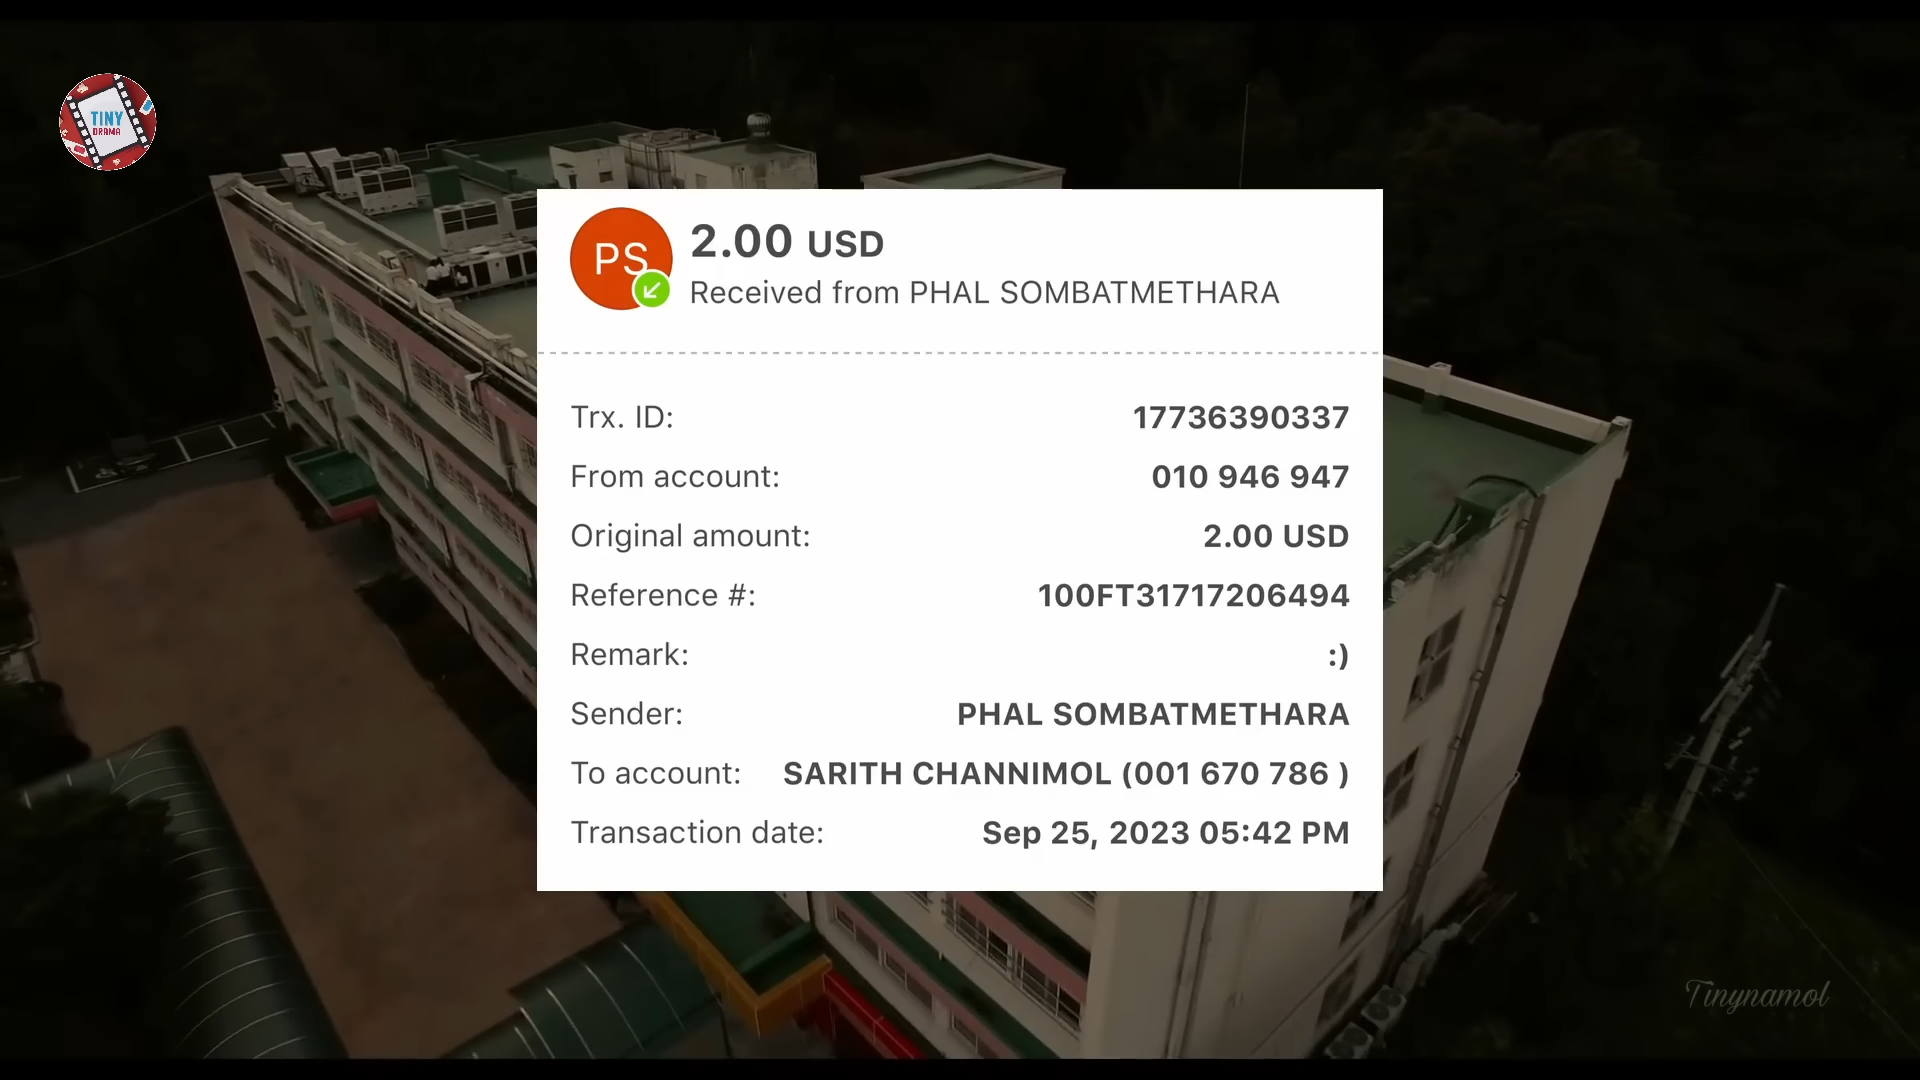 TINY
DRAMA
PS
2.00 USD
Received from PHAL SOMBATMETHARA
Trx. ID: 17736390337
From account: 010 946 947
Original amount: 2.00 USD
Reference #: 100FT31717206494
Remark: :)
Sender: PHAL SOMBATMETHARA
To account: SARITH CHANNIMOL (001 670 786 )
Transaction date: Sep 25, 2023 05:42 PM
Tinynamol